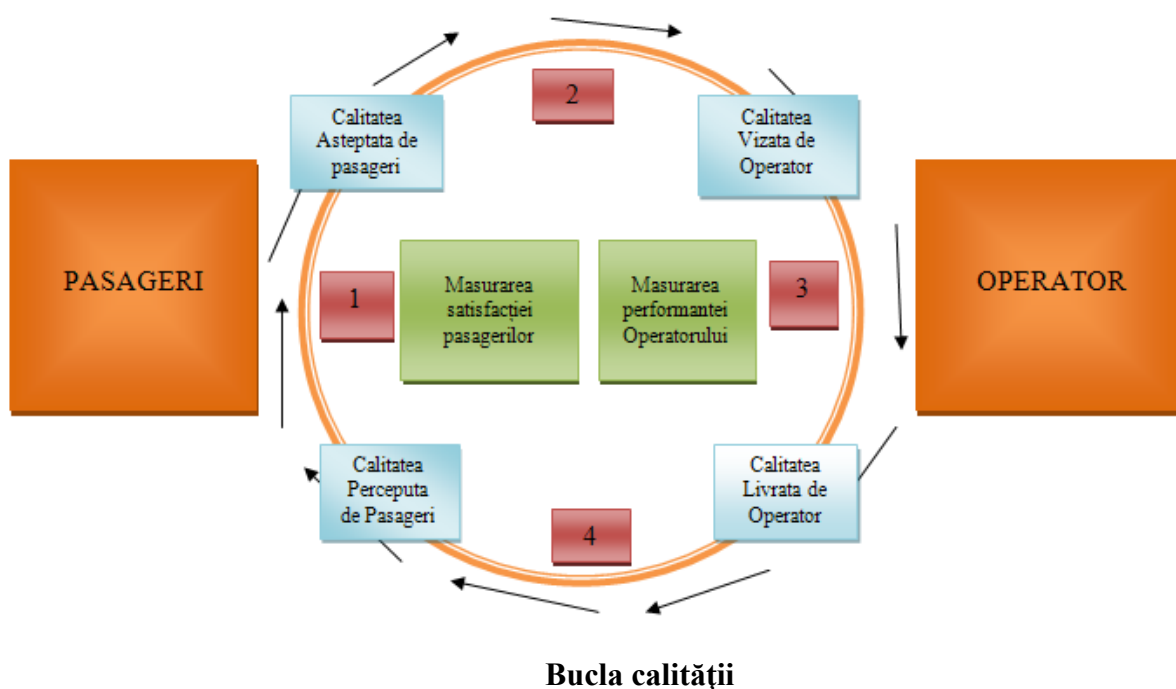 2
Calitatea
Asteptata de
pasageri
Calitatea
Vizata de
Operator
PASAGERI
1
Masurarea
satisfacției
pasagerilor
Masurarea
performantei
Operatorului
3
OPERATOR
Calitatea
Perceputa
de Pasageri
4
Calitatea
Livrata de
Operator
Bucla calității